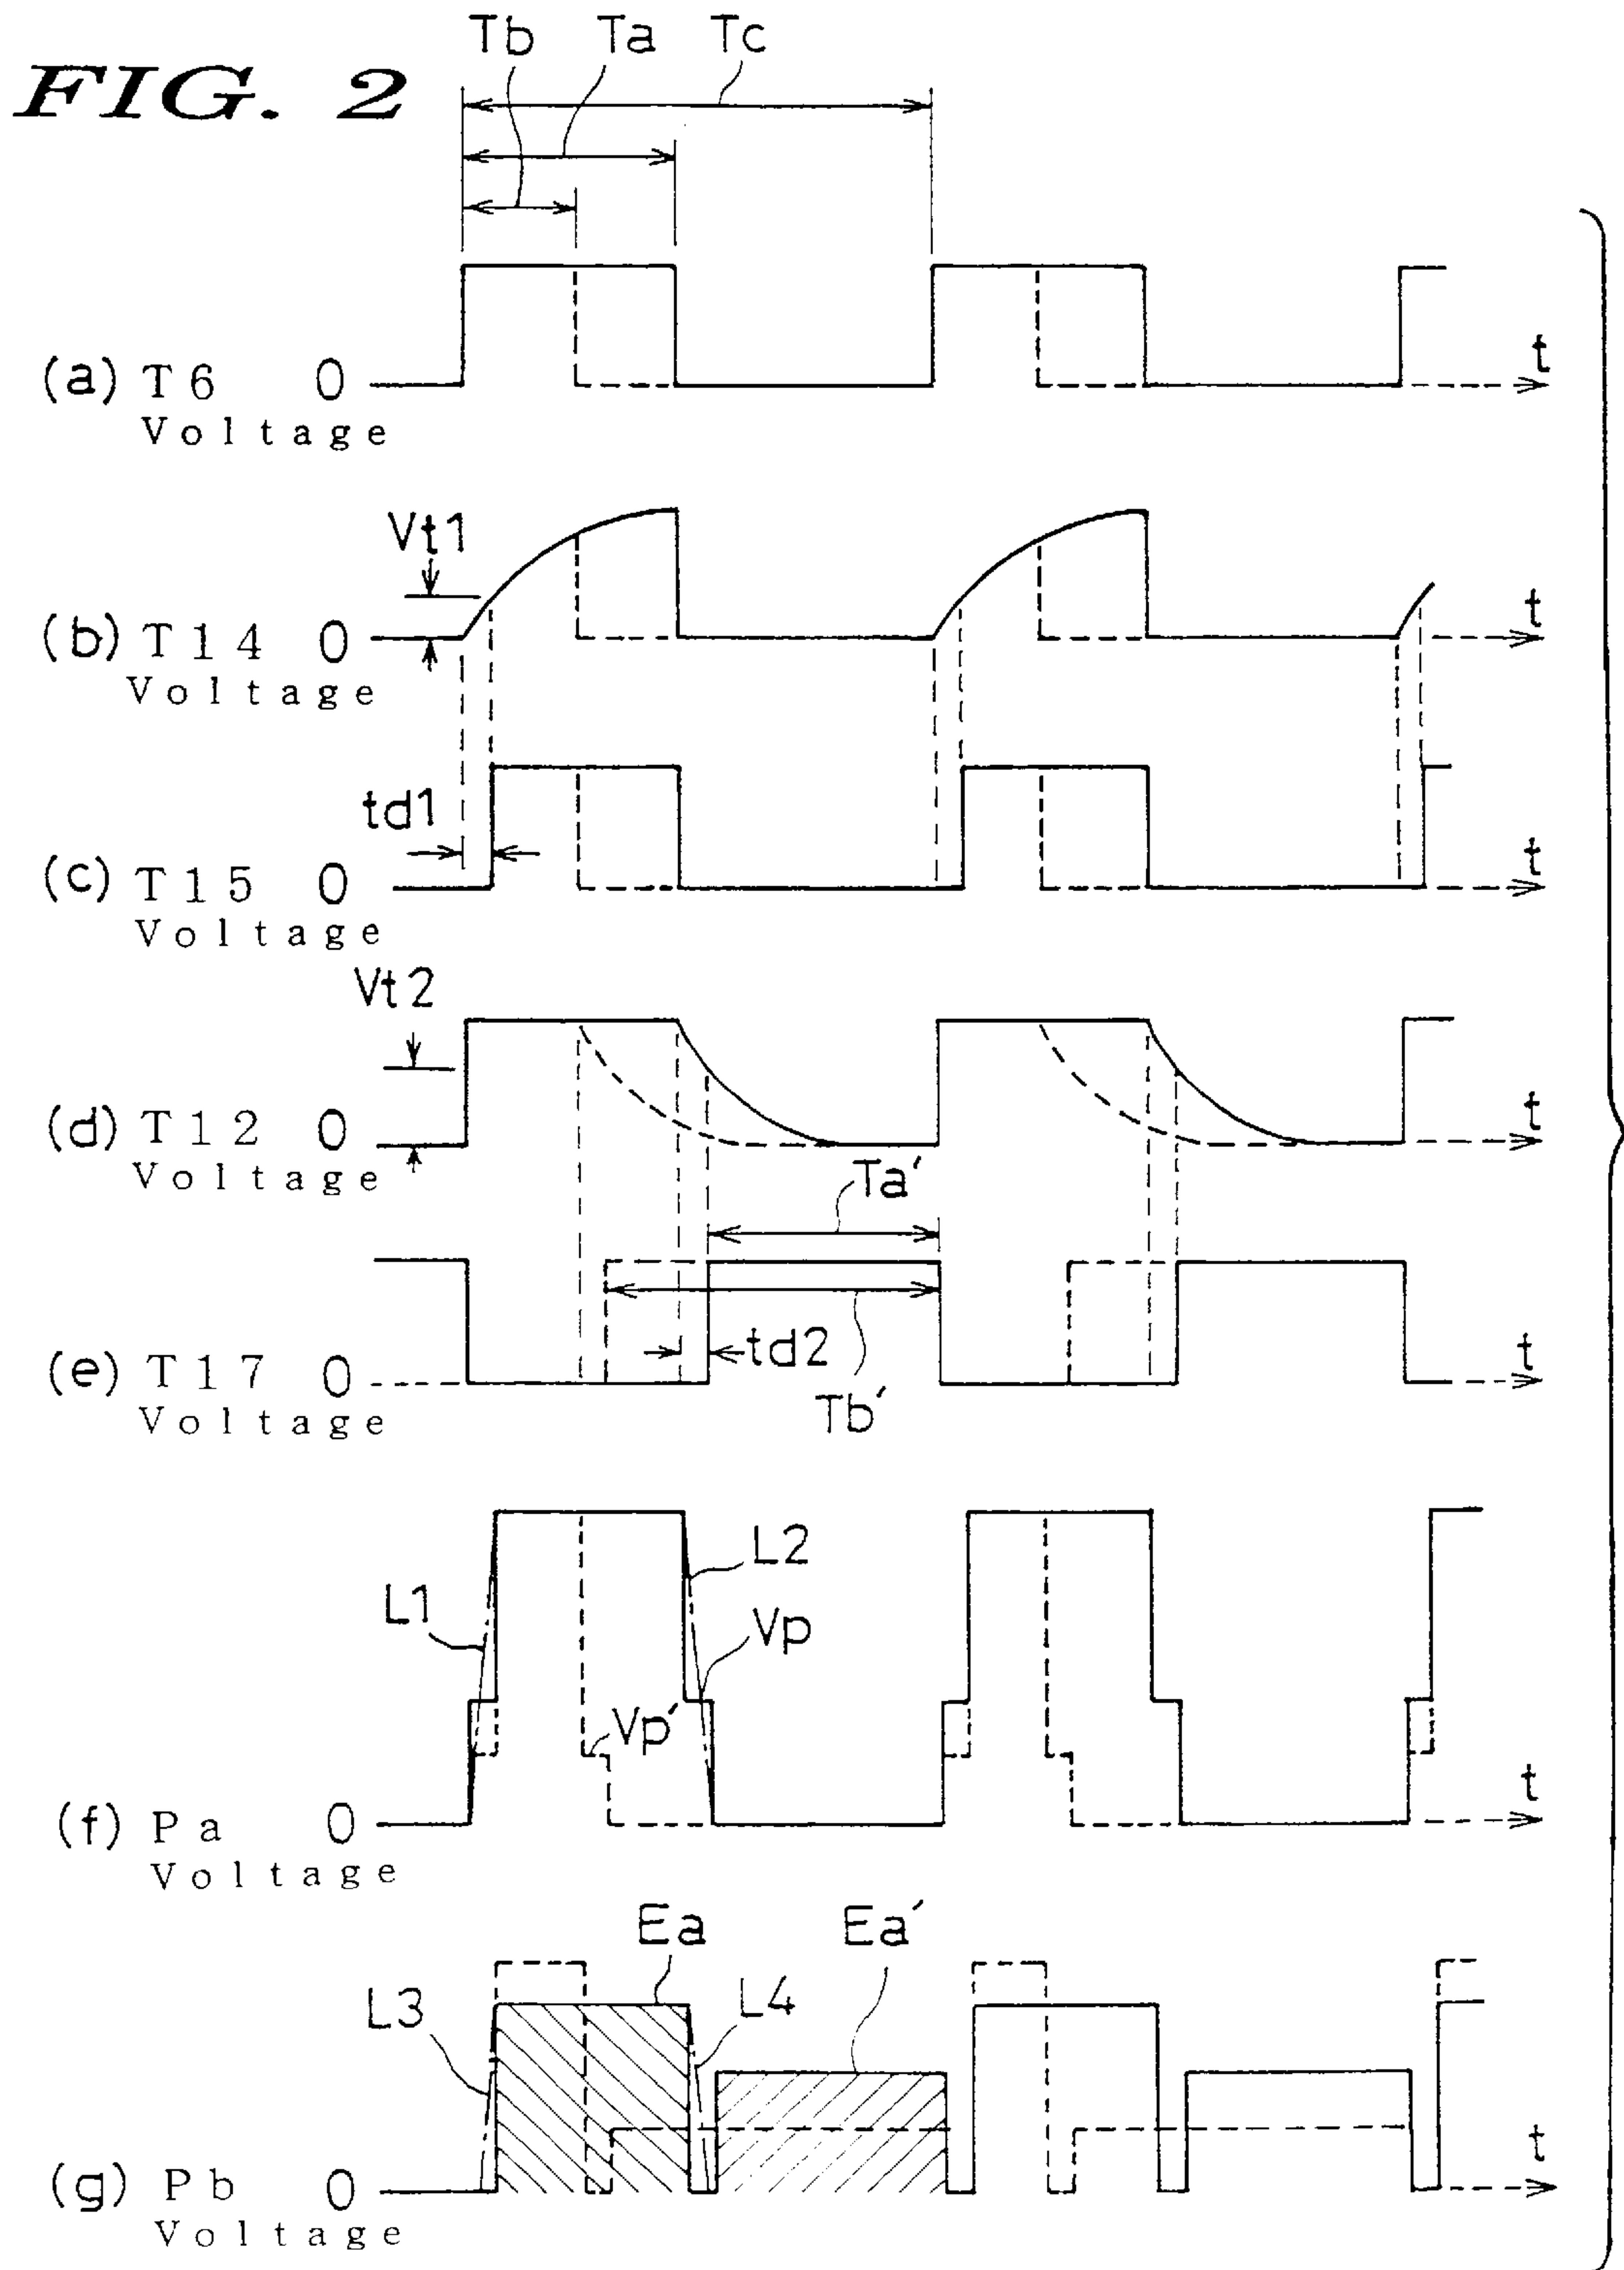 FIG. 2
Tb Ta Tc
(a) T6 0 t
Voltage
Vt1
(b) T14 0 t
Voltage
td1
(c) T15 0 t
Voltage
Vt2
(d) T12 0 t
Voltage
Ta′
(e) T17 0 td2 t
Voltage
Tb′
L2
L1 Vp
Vp′
(f) Pa 0 t
Voltage
Ea Ea′
L3 L4
(g) Pb 0 t
Voltage